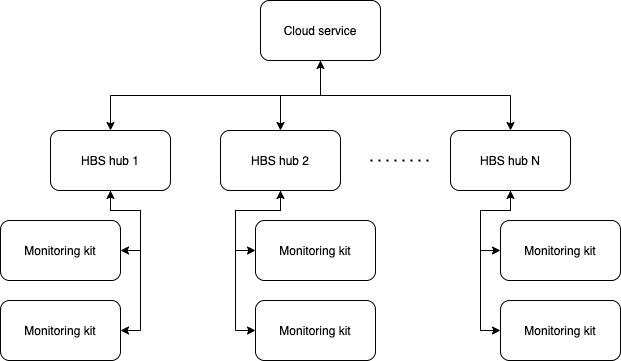 Cloud service
HBS hub 1
HBS hub 2
HBS hub N
Monitoring kit
Monitoring kit
Monitoring kit
Monitoring kit
Monitoring kit
Monitoring kit